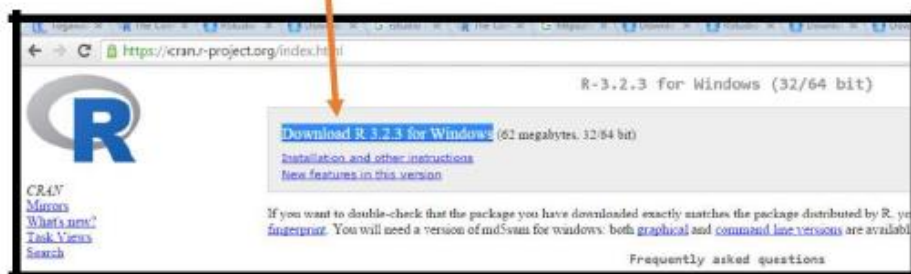 https://cran.r-project.org/index.html
R-3.2.3 for Windows (32/64 bit)
R
Download R 3.2.3 for Windows (62 megabytes, 32/64 bit)
Installation and other instructions
New features in this version
CRAN
Mirrors
What's new?
Task Views
Search
If you want to double-check that the package you have downloaded exactly matches the package distributed by R, yo
fingerprint. You will need a version of md5sum for windows: both graphical and command line versions are availabl
Frequently asked questions